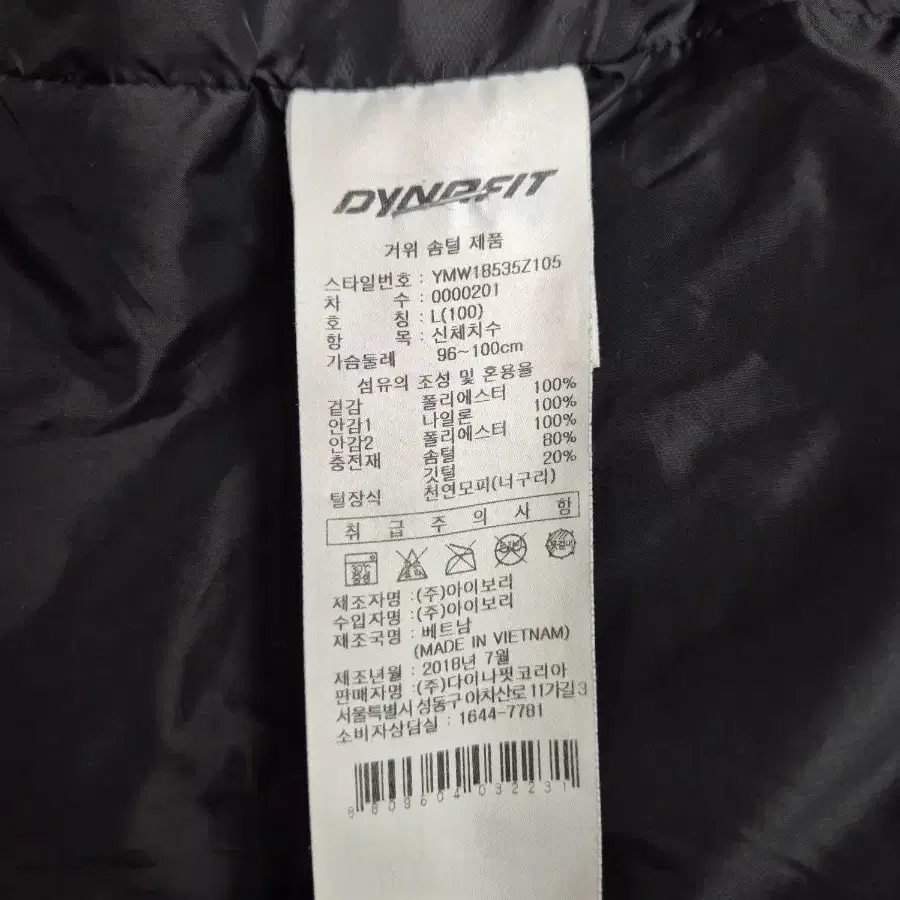 DYNAFIT
거위 솜털 제품
스타일번호 : YMW18535Z105
차 수 : 0000201
호 칭 : L(100)
항 목 : 신체치수
가슴둘레 96~100cm
섬유의 조성 및 혼용율
겉감 폴리에스터 100%
안감1 나일론 100%
안감2 폴리에스터 100%
충전재 솜털 80%
깃털 20%
털장식 천연모피(너구리)
취 급 주 의 사 항
30℃ 중성
제조자명 : (주)아이보리
수입자명 : (주)아이보리
제조국명 : 베트남
(MADE IN VIETNAM)
제조년월 : 2018년 7월
판매자명 : (주)다이나핏코리아
서울특별시 성동구 아차산로 11가길 3
소비자상담실 : 1644-7781
8809604032231